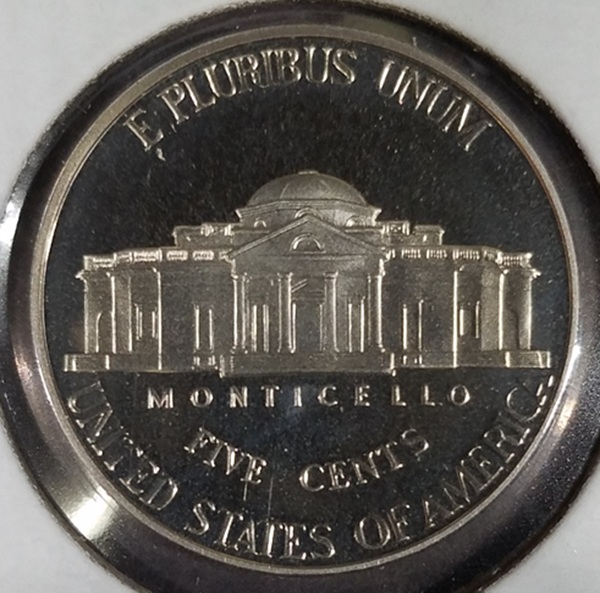 E PLURIBUS UNUM
MONTICELLO
FIVE CENTS
UNITED STATES OF AMERICA